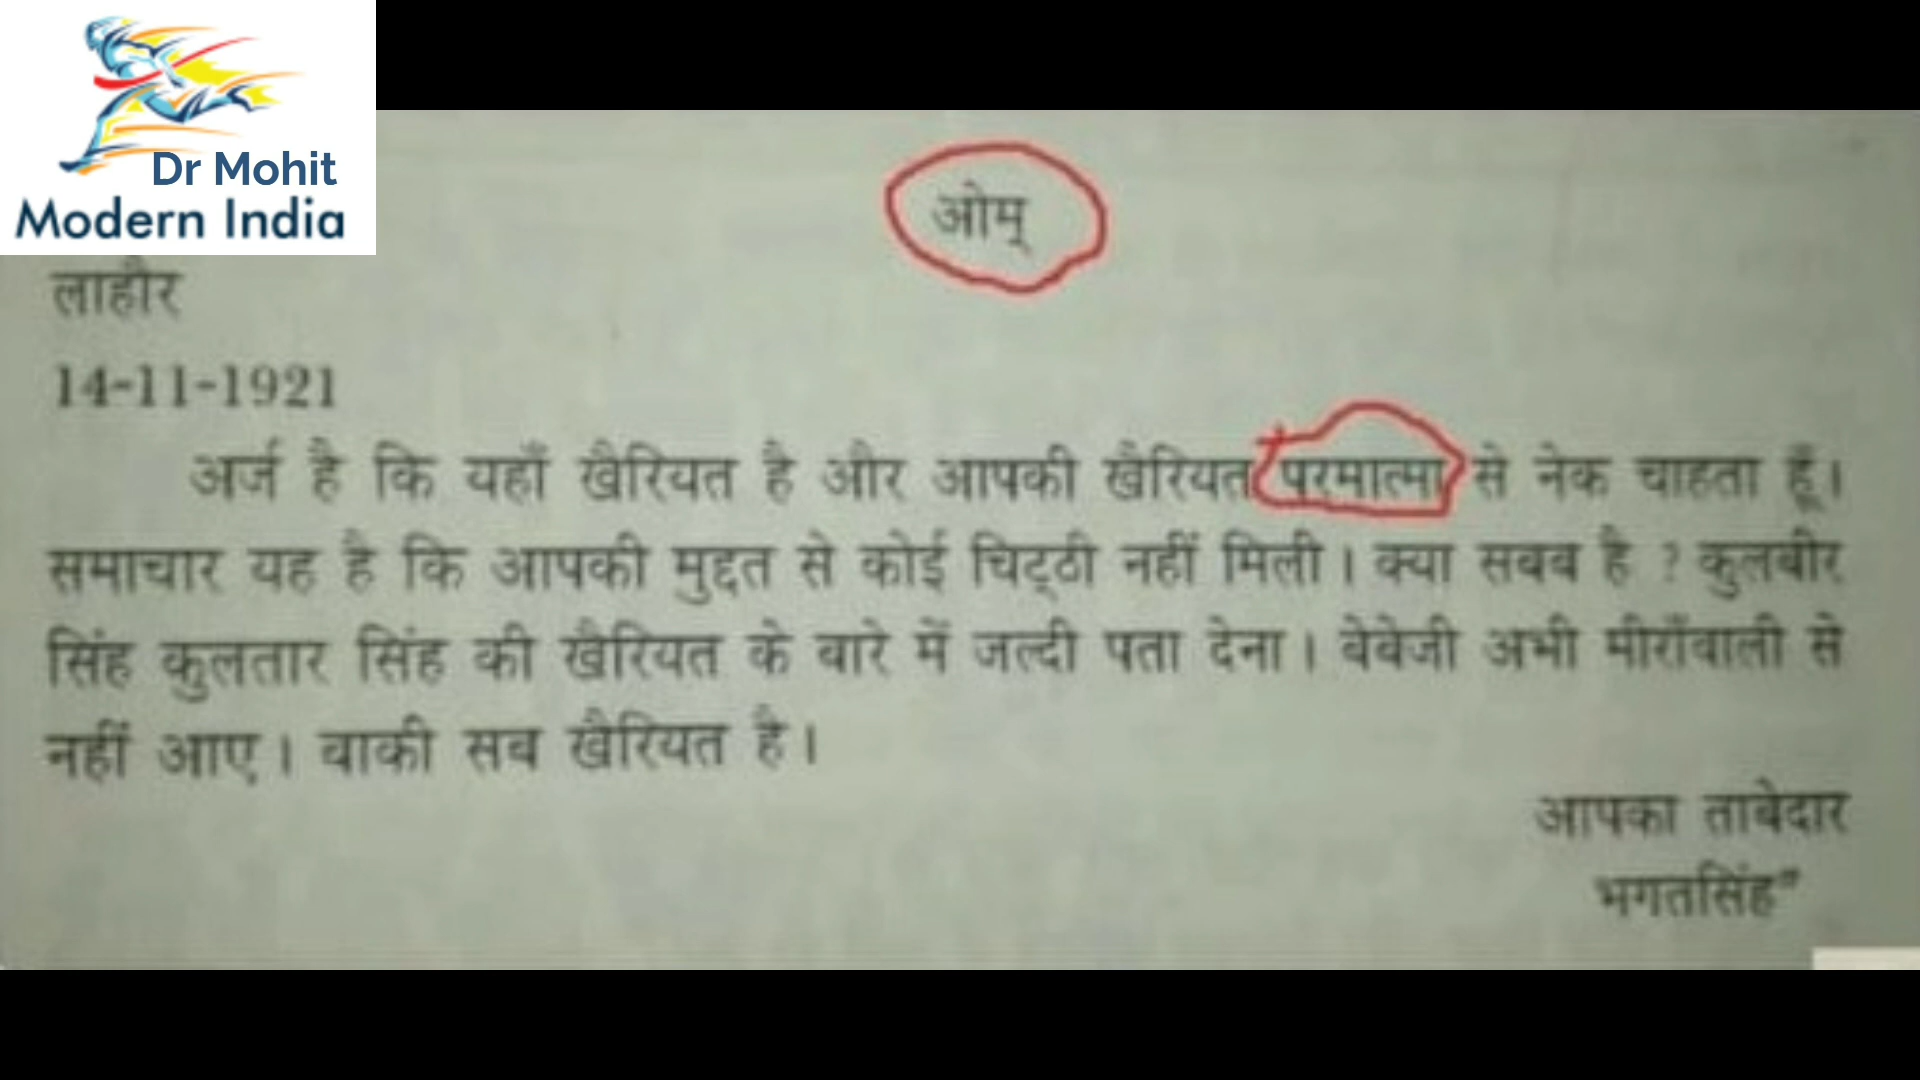 Dr Mohit
Modern India
ओम्
लाहौर
14-11-1921
अर्ज है कि यहाँ खैरियत है और आपकी खैरियत परमात्मा से नेक चाहता हूँ।
समाचार यह है कि आपकी मुद्दत से कोई चिट्ठी नहीं मिली। क्या सबब है ? कुलबीर
सिंह कुलतार सिंह की खैरियत के बारे में जल्दी पता देना। बेबेजी अभी मीराँवाली से
नहीं आए। बाकी सब खैरियत है।
आपका ताबेदार
भगतसिंह"